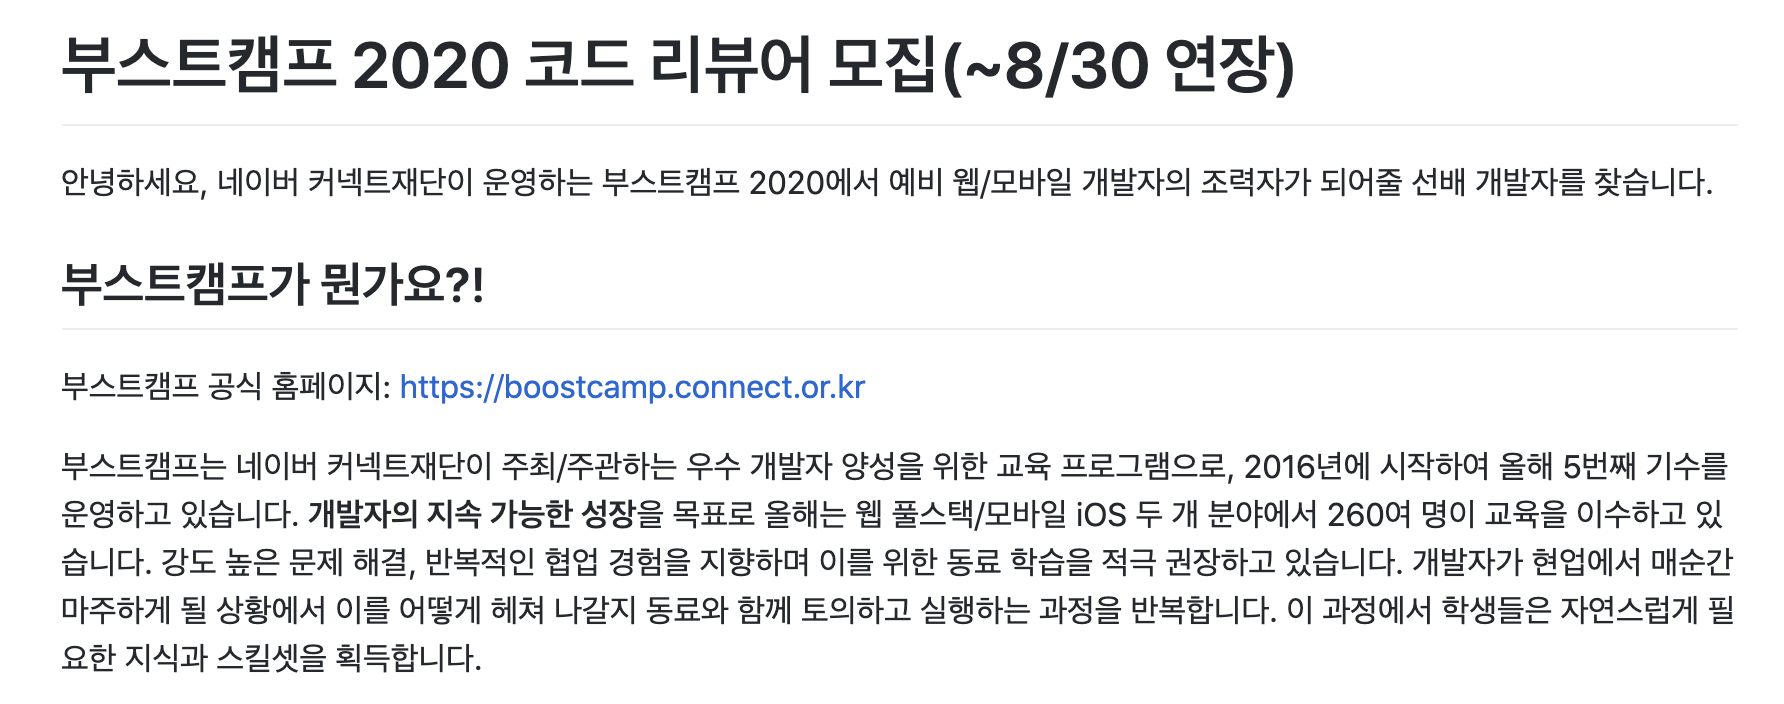 부스트캠프 2020 코드 리뷰어 모집(~8/30 연장)
안녕하세요, 네이버 커넥트재단이 운영하는 부스트캠프 2020에서 예비 웹/모바일 개발자의 조력자가 되어줄 선배 개발자를 찾습니다.
부스트캠프가 뭔가요?!
부스트캠프 공식 홈페이지: https://boostcamp.connect.or.kr
부스트캠프는 네이버 커넥트재단이 주최/주관하는 우수 개발자 양성을 위한 교육 프로그램으로, 2016년에 시작하여 올해 5번째 기수를
운영하고 있습니다. 개발자의 지속 가능한 성장을 목표로 올해는 웹 풀스택/모바일 iOS 두 개 분야에서 260여 명이 교육을 이수하고 있
습니다. 강도 높은 문제 해결, 반복적인 협업 경험을 지향하며 이를 위한 동료 학습을 적극 권장하고 있습니다. 개발자가 현업에서 매순간
마주하게 될 상황에서 이를 어떻게 헤쳐 나갈지 동료와 함께 토의하고 실행하는 과정을 반복합니다. 이 과정에서 학생들은 자연스럽게 필
요한 지식과 스킬셋을 획득합니다.